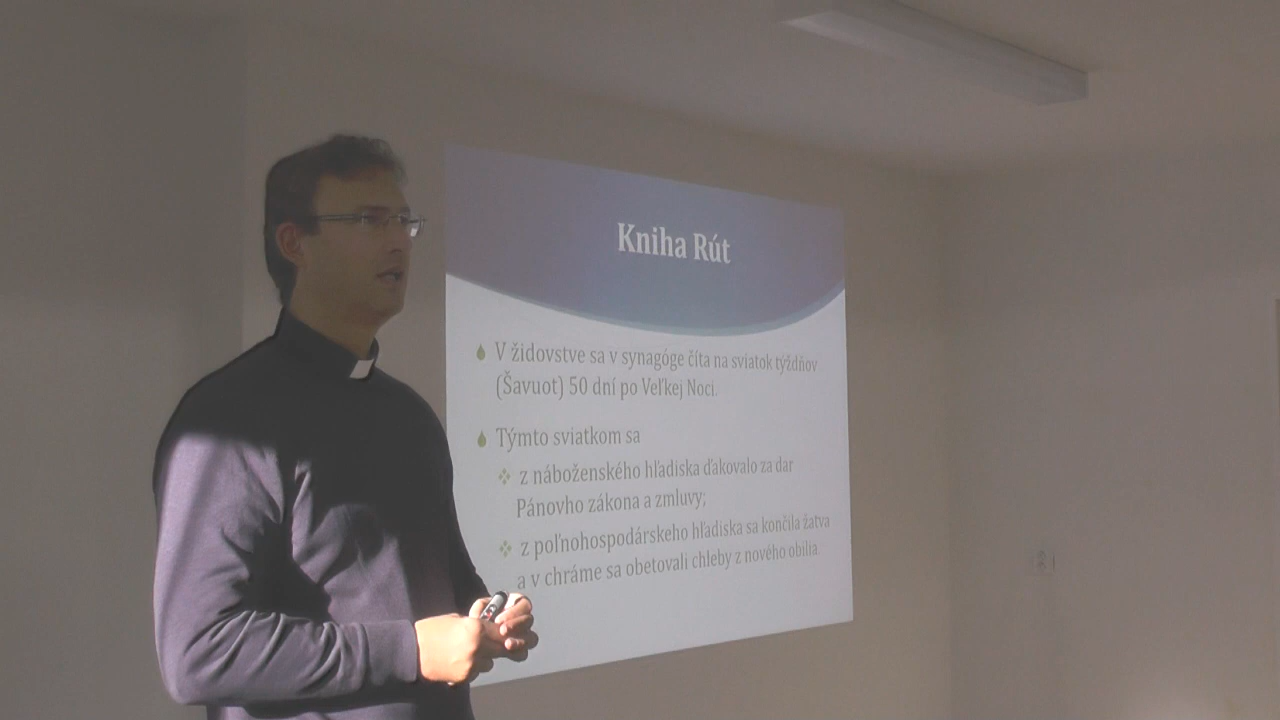 Kniha Rút
V židovstve sa v synagóge číta na sviatok týždňov
(Šavuot) 50 dní po Veľkej Noci.
Týmto sviatkom sa
z náboženského hľadiska ďakovalo za dar
Pánovho zákona a zmluvy;
z poľnohospodárskeho hľadiska sa končila žatva
a v chráme sa obetovali chleby z nového obilia.